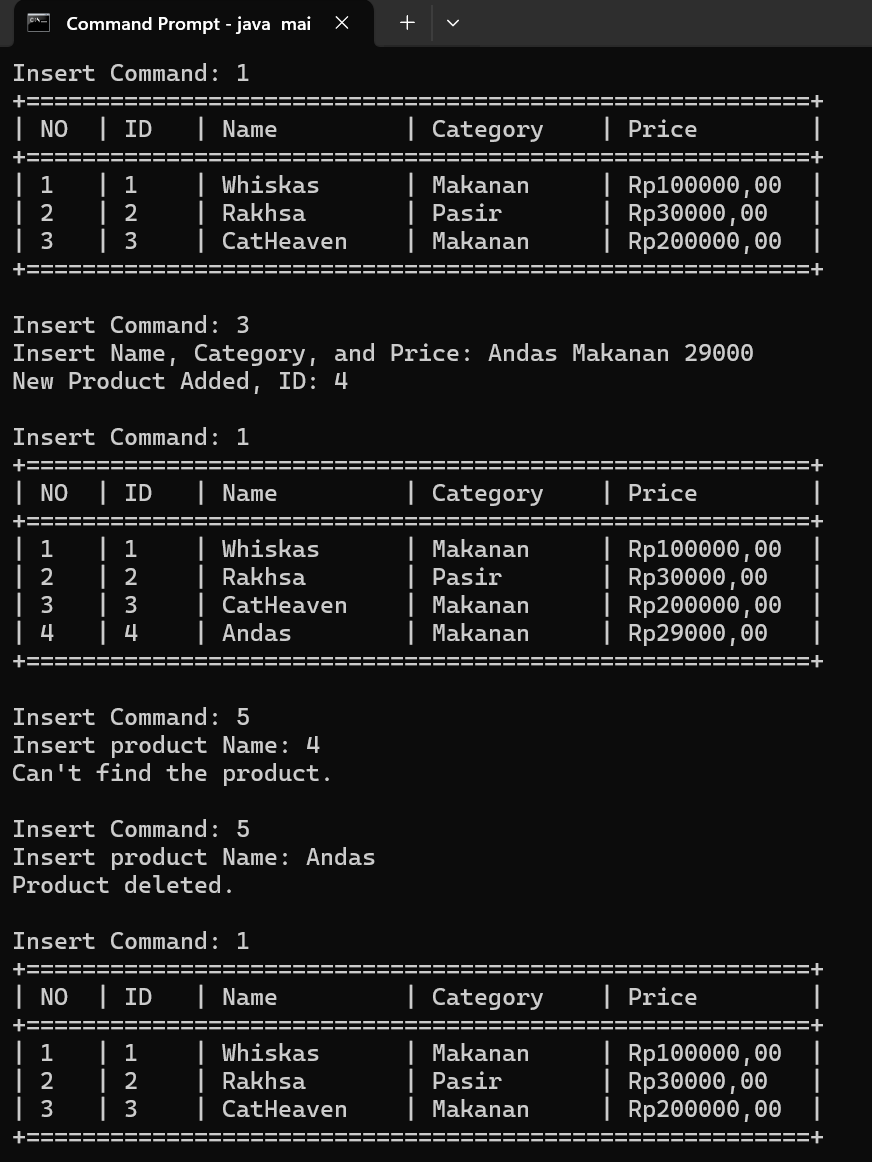 Command Prompt - java mai
Insert Command: 1
+========================================================+
| NO  | ID   | Name         | Category    | Price        |
+========================================================+
| 1   | 1    | Whiskas      | Makanan     | Rp100000,00  |
| 2   | 2    | Rakhsa       | Pasir       | Rp30000,00   |
| 3   | 3    | CatHeaven    | Makanan     | Rp200000,00  |
+========================================================+
Insert Command: 3
Insert Name, Category, and Price: Andas Makanan 29000
New Product Added, ID: 4
Insert Command: 1
+========================================================+
| NO  | ID   | Name         | Category    | Price        |
+========================================================+
| 1   | 1    | Whiskas      | Makanan     | Rp100000,00  |
| 2   | 2    | Rakhsa       | Pasir       | Rp30000,00   |
| 3   | 3    | CatHeaven    | Makanan     | Rp200000,00  |
| 4   | 4    | Andas        | Makanan     | Rp29000,00   |
+========================================================+
Insert Command: 5
Insert product Name: 4
Can't find the product.
Insert Command: 5
Insert product Name: Andas
Product deleted.
Insert Command: 1
+========================================================+
| NO  | ID   | Name         | Category    | Price        |
+========================================================+
| 1   | 1    | Whiskas      | Makanan     | Rp100000,00  |
| 2   | 2    | Rakhsa       | Pasir       | Rp30000,00   |
| 3   | 3    | CatHeaven    | Makanan     | Rp200000,00  |
+========================================================+